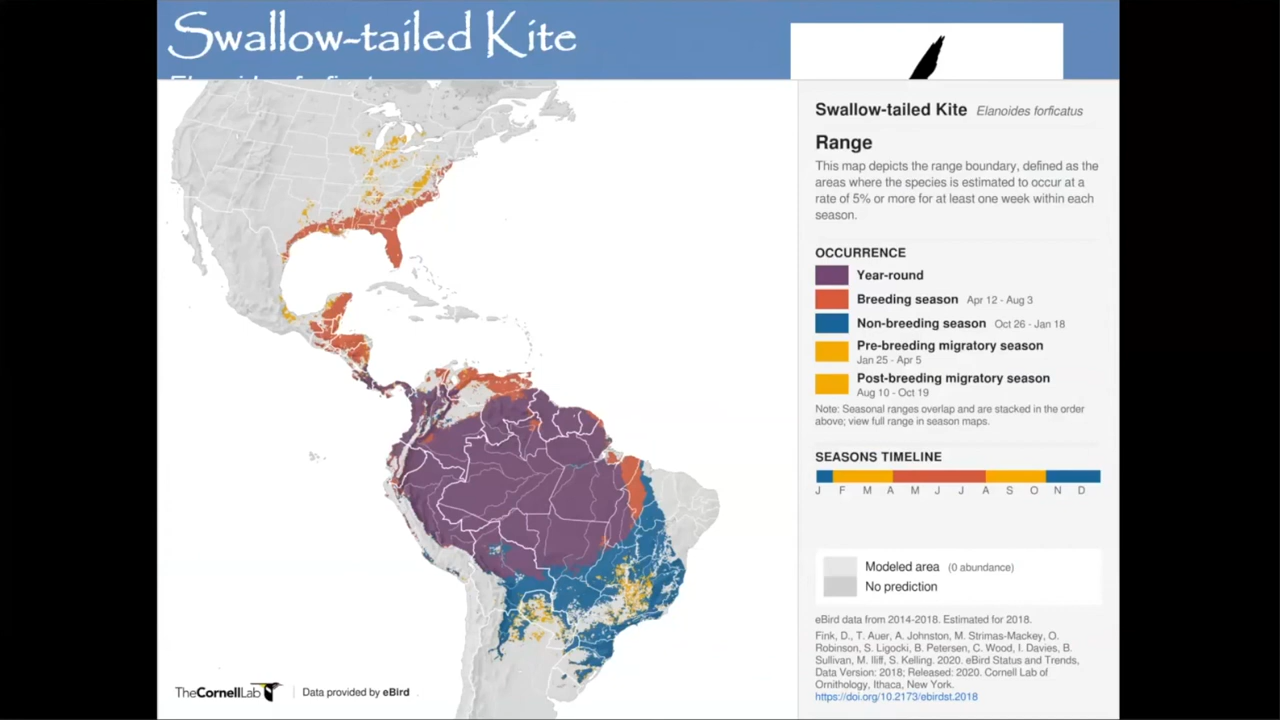 Swallow-tailed Kite
Swallow-tailed Kite Elanoides forficatus
Range
This map depicts the range boundary, defined as the
areas where the species is estimated to occur at a
rate of 5% or more for at least one week within each
season.
OCCURRENCE
Year-round
Breeding season Apr 12 - Aug 3
Non-breeding season Oct 26 - Jan 18
Pre-breeding migratory season
Jan 25 - Apr 5
Post-breeding migratory season
Aug 10 - Oct 19
Note: Seasonal ranges overlap and are stacked in the order
above; view full range in season maps.
SEASONS TIMELINE
J F M A M J J A S O N D
Modeled area (0 abundance)
No prediction
eBird data from 2014-2018. Estimated for 2018.
Fink, D., T. Auer, A. Johnston, M. Strimas-Mackey, O.
Robinson, S. Ligocki, B. Petersen, C. Wood, I. Davies, B.
Sullivan, M. Iliff, S. Kelling. 2020. eBird Status and Trends,
Data Version: 2018; Released: 2020. Cornell Lab of
Ornithology, Ithaca, New York.
https://doi.org/10.2173/ebirdst.2018
TheCornellLab Data provided by eBird